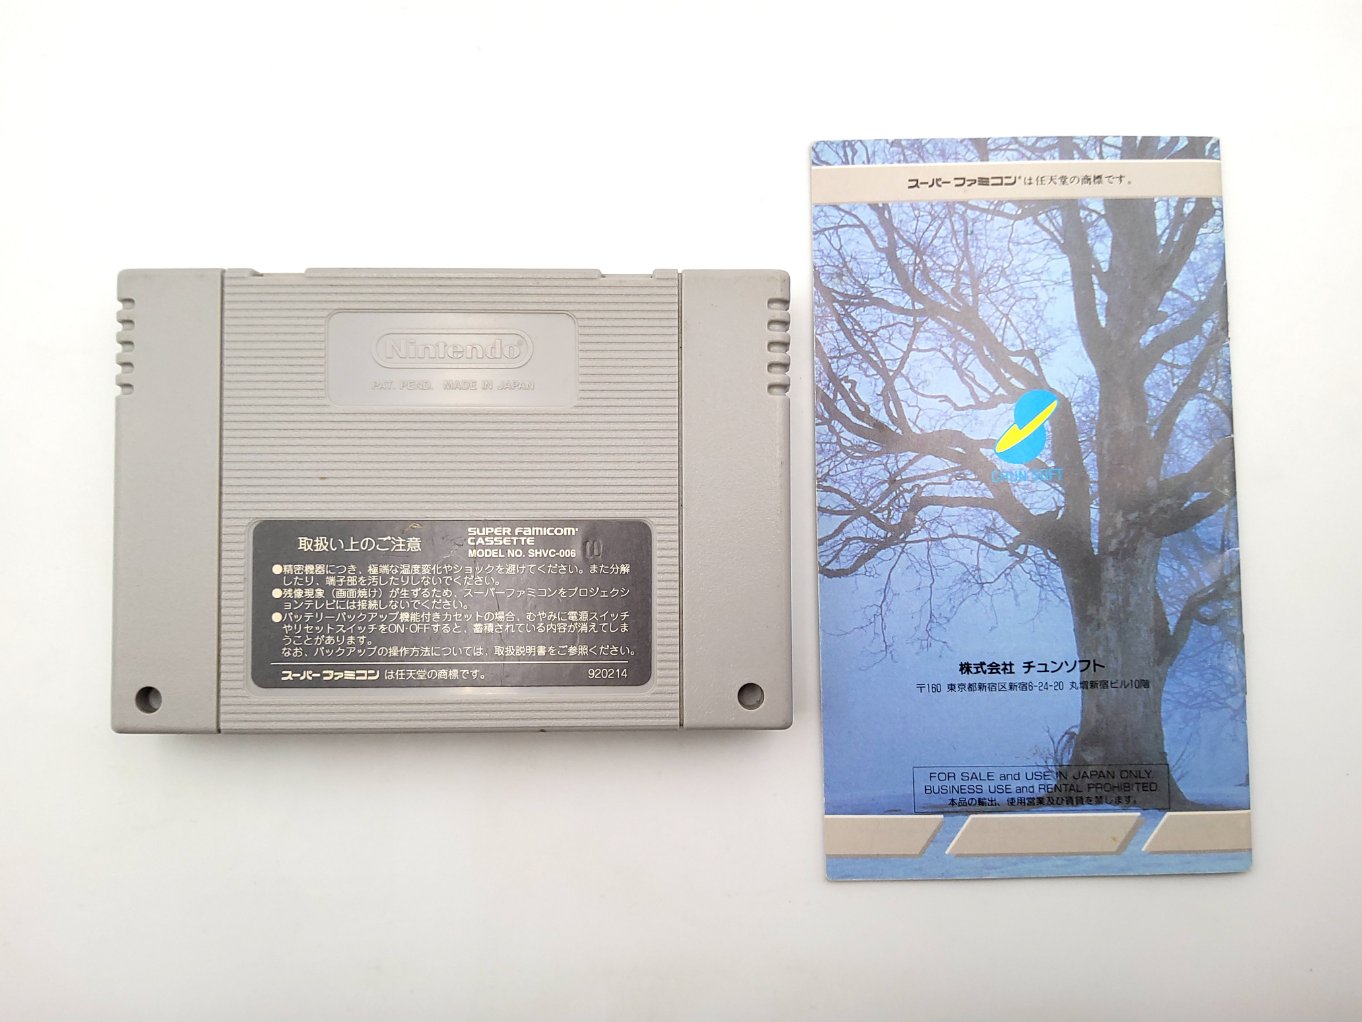 Nintendo®
PAT. PEND. MADE IN JAPAN
取扱い上のご注意
SUPER FAMICOM®
CASSETTE
MODEL NO. SHVC-006
●精密機器につき、極端な温度変化やショックを避けてください。また分解
したり、端子部を汚したりしないでください。
●残像現象（画面焼け）が生ずるため、スーパーファミコンをプロジェクシ
ョンテレビには接続しないでください。
●バッテリーバックアップ機能付きカセットの場合、むやみに電源スイッチ
やリセットスイッチをON・OFFすると、蓄積されている内容が消えてしま
うことがあります。
なお、バックアップの操作方法については、取扱説明書をご参照ください。
スーパーファミコン は任天堂の商標です。
920214
スーパーファミコン®は任天堂の商標です。
CHUN SOFT
株式会社 チュンソフト
〒160 東京都新宿区新宿6-24-20 丸増新宿ビル10階
FOR SALE and USE IN JAPAN ONLY.
BUSINESS USE and RENTAL PROHIBITED.
本品の輸出、使用営業及び賃貸を禁じます。